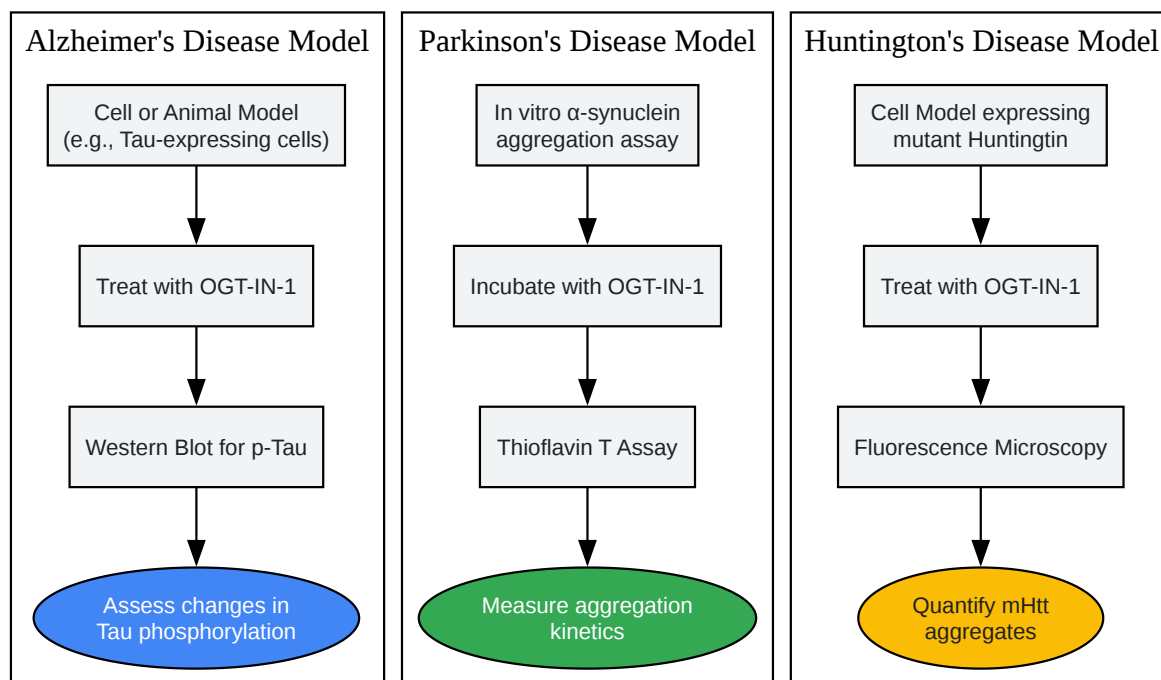 Alzheimer's Disease Model
Cell or Animal Model
(e.g., Tau-expressing cells)
Treat with OGT-IN-1
Western Blot for p-Tau
Assess changes in
Tau phosphorylation
Parkinson's Disease Model
In vitro α-synuclein
aggregation assay
Incubate with OGT-IN-1
Thioflavin T Assay
Measure aggregation
kinetics
Huntington's Disease Model
Cell Model expressing
mutant Huntingtin
Treat with OGT-IN-1
Fluorescence Microscopy
Quantify mHtt
aggregates